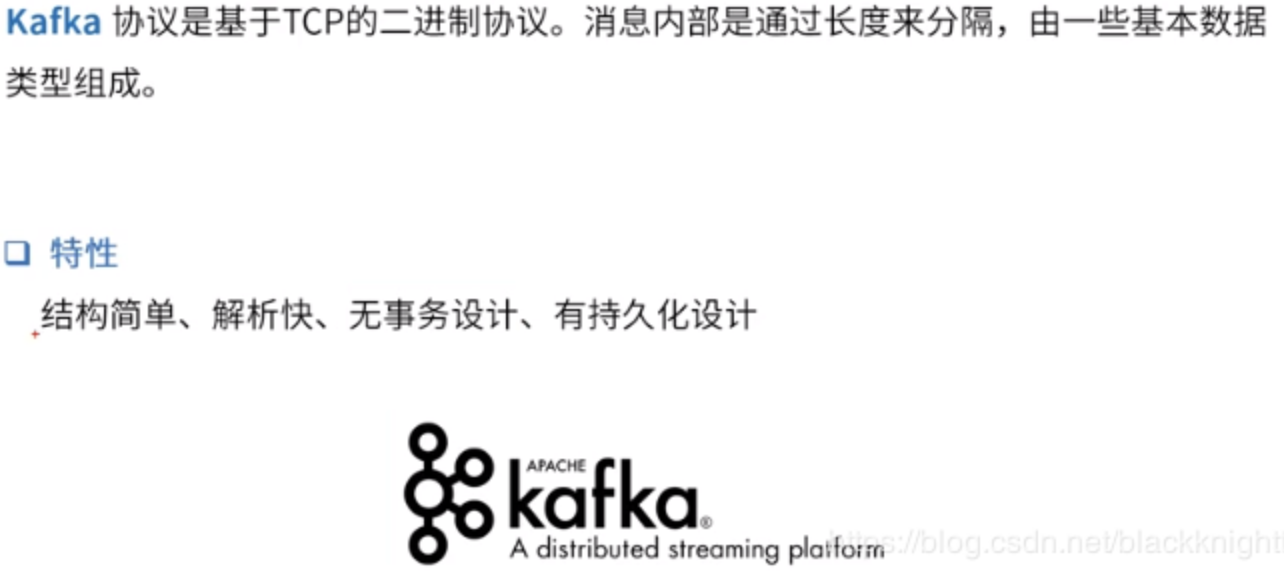 Kafka 协议是基于TCP的二进制协议。消息内部是通过长度来分隔，由一些基本数据
类型组成。
特性
结构简单、解析快、无事务设计、有持久化设计
APACHE
kafka®
A distributed streaming platform
https://blog.csdn.net/blackknight